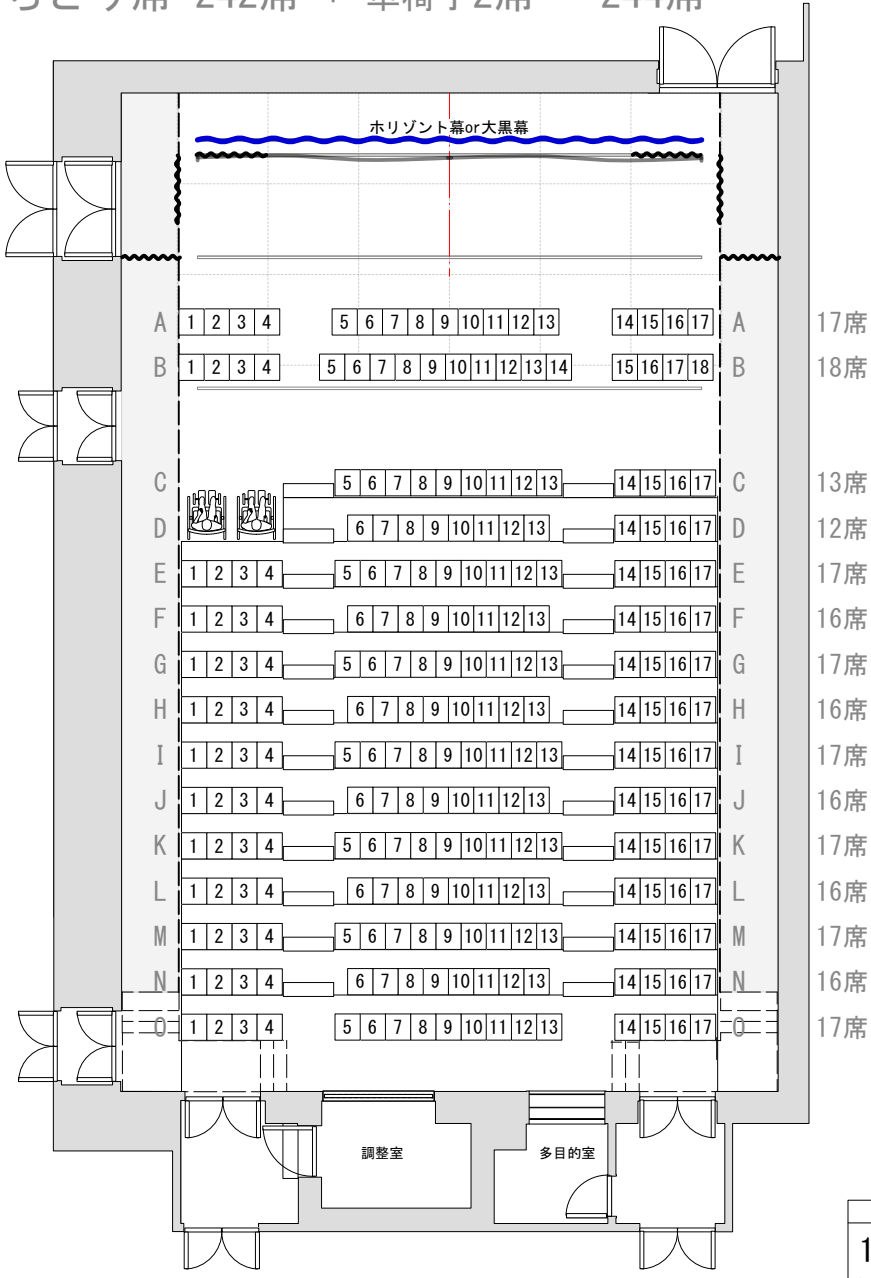 席 242席 + 車椅子2席 244席
ホリゾント幕or大黒幕
A 1 2 3 4 5 6 7 8 9 10 11 12 13 14 15 16 17 A 17席
B 1 2 3 4 5 6 7 8 9 10 11 12 13 14 15 16 17 18 B 18席
C 5 6 7 8 9 10 11 12 13 14 15 16 17 C 13席
D 6 7 8 9 10 11 12 13 14 15 16 17 D 12席
E 1 2 3 4 5 6 7 8 9 10 11 12 13 14 15 16 17 E 17席
F 1 2 3 4 6 7 8 9 10 11 12 13 14 15 16 17 F 16席
G 1 2 3 4 5 6 7 8 9 10 11 12 13 14 15 16 17 G 17席
H 1 2 3 4 6 7 8 9 10 11 12 13 14 15 16 17 H 16席
I 1 2 3 4 5 6 7 8 9 10 11 12 13 14 15 16 17 I 17席
J 1 2 3 4 6 7 8 9 10 11 12 13 14 15 16 17 J 16席
K 1 2 3 4 5 6 7 8 9 10 11 12 13 14 15 16 17 K 17席
L 1 2 3 4 6 7 8 9 10 11 12 13 14 15 16 17 L 16席
M 1 2 3 4 5 6 7 8 9 10 11 12 13 14 15 16 17 M 17席
N 1 2 3 4 6 7 8 9 10 11 12 13 14 15 16 17 N 16席
O 1 2 3 4 5 6 7 8 9 10 11 12 13 14 15 16 17 O 17席
調整室 多目的室
1